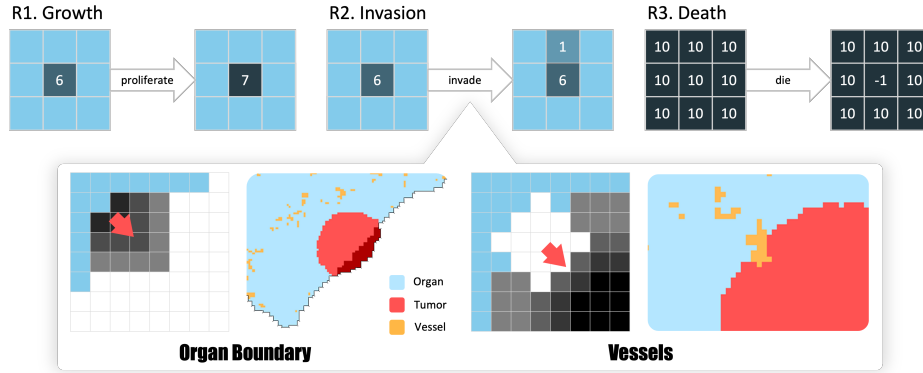 R1. Growth
R2. Invasion
R3. Death
6
proliferate
7
6
invade
1
6
10 10 10
10 10 10
10 10 10
die
10 10 10
10 -1 10
10 10 10
Organ
Tumor
Vessel
Organ Boundary
Vessels